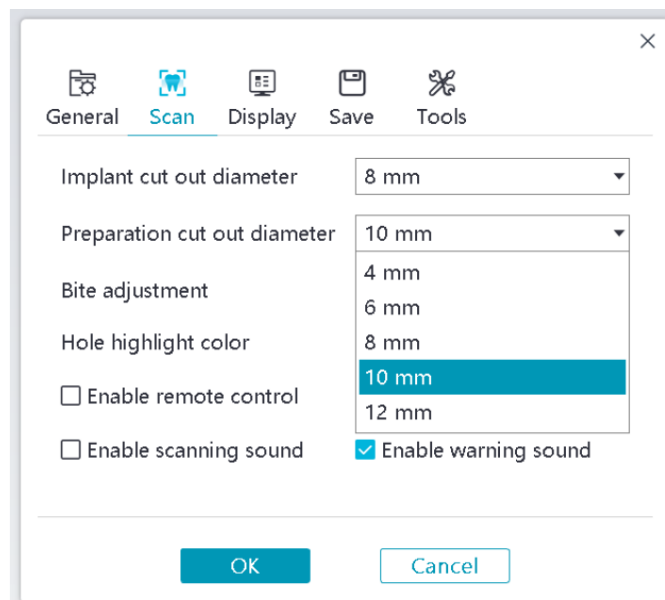 General Scan Display Save Tools
Implant cut out diameter 8 mm
Preparation cut out diameter 10 mm
4 mm
Bite adjustment
6 mm
Hole highlight color 8 mm
10 mm
Enable remote control
12 mm
Enable scanning sound Enable warning sound
OK Cancel